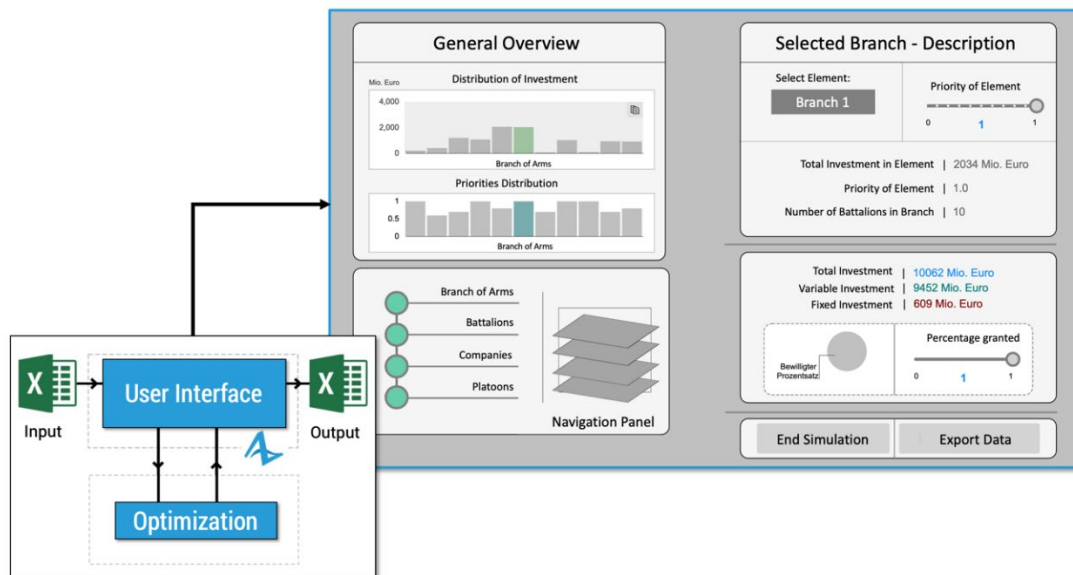 General Overview
Distribution of Investment
Mio. Euro
4,000
2,000
0
Branch of Arms
Priorities Distribution
1
0.5
0
Branch of Arms
Branch of Arms
Battalions
Companies
Platoons
Navigation Panel
Selected Branch - Description
Select Element:
Branch 1
Priority of Element
0 1 1
Total Investment in Element | 2034 Mio. Euro
Priority of Element | 1.0
Number of Battalions in Branch | 10
Total Investment | 10062 Mio. Euro
Variable Investment | 9452 Mio. Euro
Fixed Investment | 609 Mio. Euro
Bewilligter
Prozentsatz
Percentage granted
0 1 1
End Simulation
Export Data
X
Input
User Interface
X
Output
Optimization